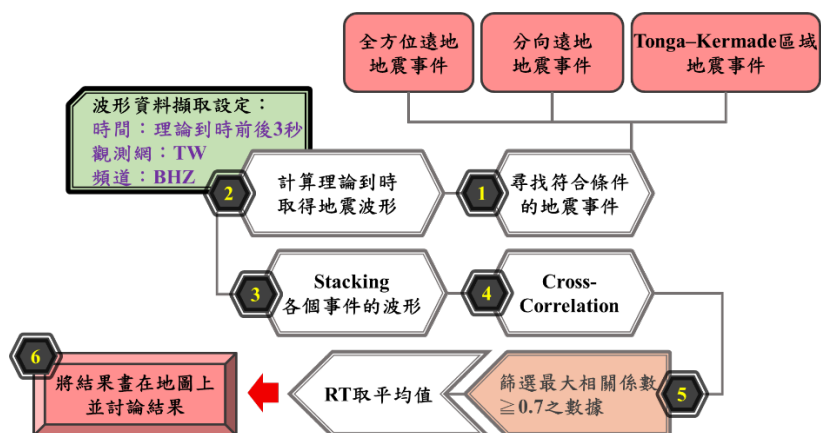 全方位遠地
地震事件
分向遠地
地震事件
Tonga–Kermade區域
地震事件
波形資料擷取設定：
時間：理論到時前後3秒
觀測網：TW
頻道：BHZ
1
尋找符合條件
的地震事件
2
計算理論到時
取得地震波形
3
Stacking
各個事件的波形
4
Cross-
Correlation
5
篩選最大相關係數
≧0.7之數據
RT取平均值
6
將結果畫在地圖上
並討論結果